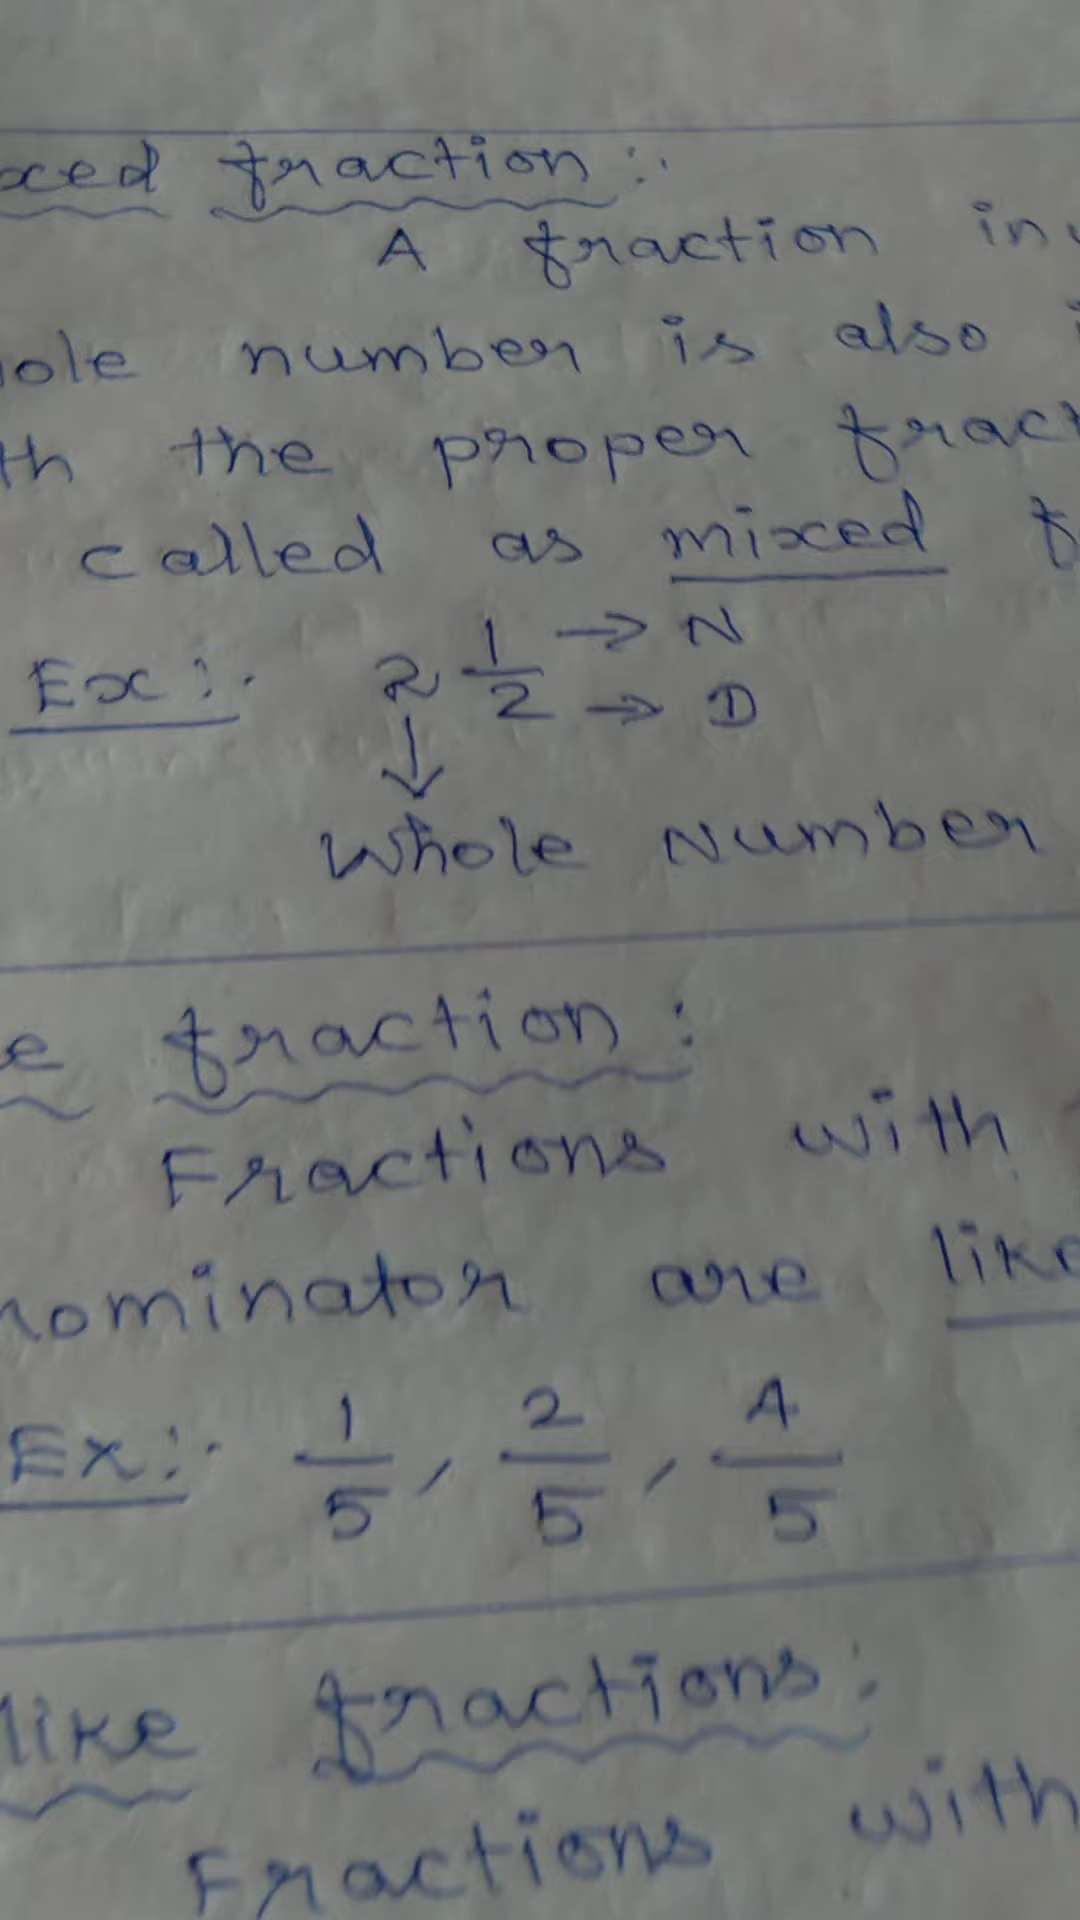 xed fraction :.
A fraction in
ole number is also i
th the proper fract
called as mixed f
Ex :. 2 1/2 → N
→ D
↓
Whole Number
e fraction :
Fractions with
nominator are like
Ex :. 1/5 , 2/5 , 4/5
like fractions :
Fractions with